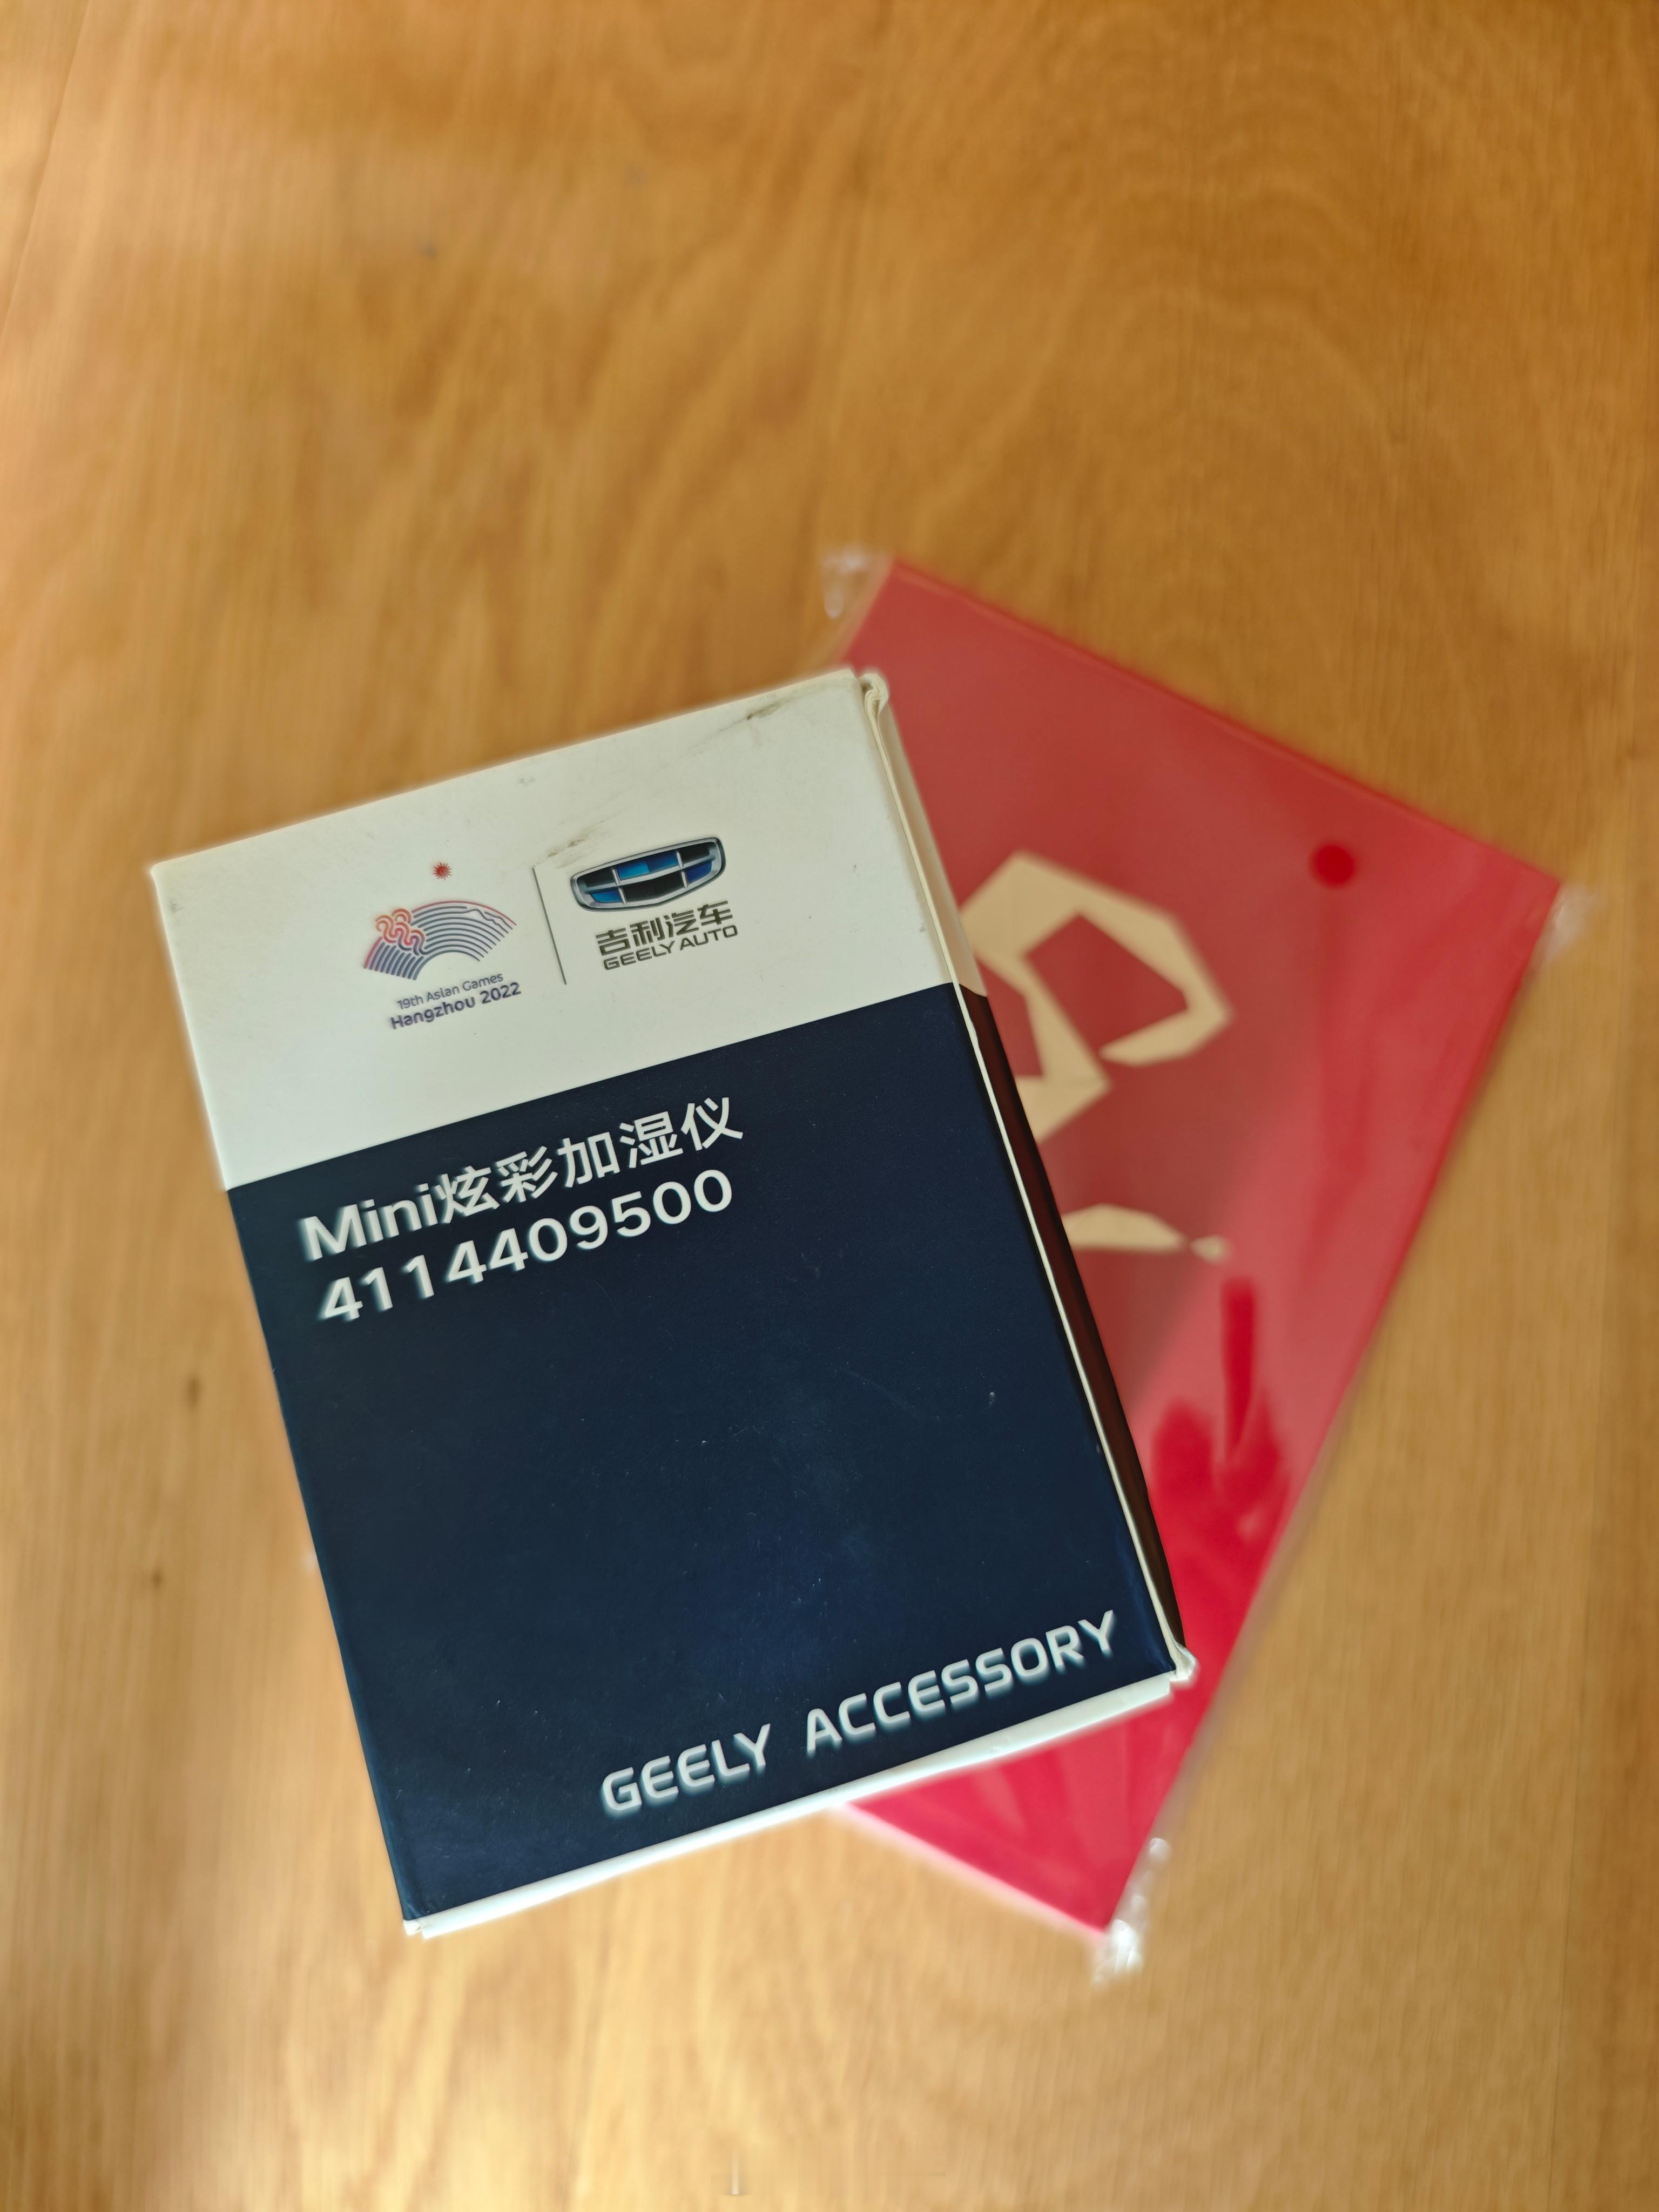 19th Asian Games
Hangzhou 2022
吉利汽车
GEELY AUTO
Mini炫彩加湿仪
4114409500
GEELY ACCESSORY